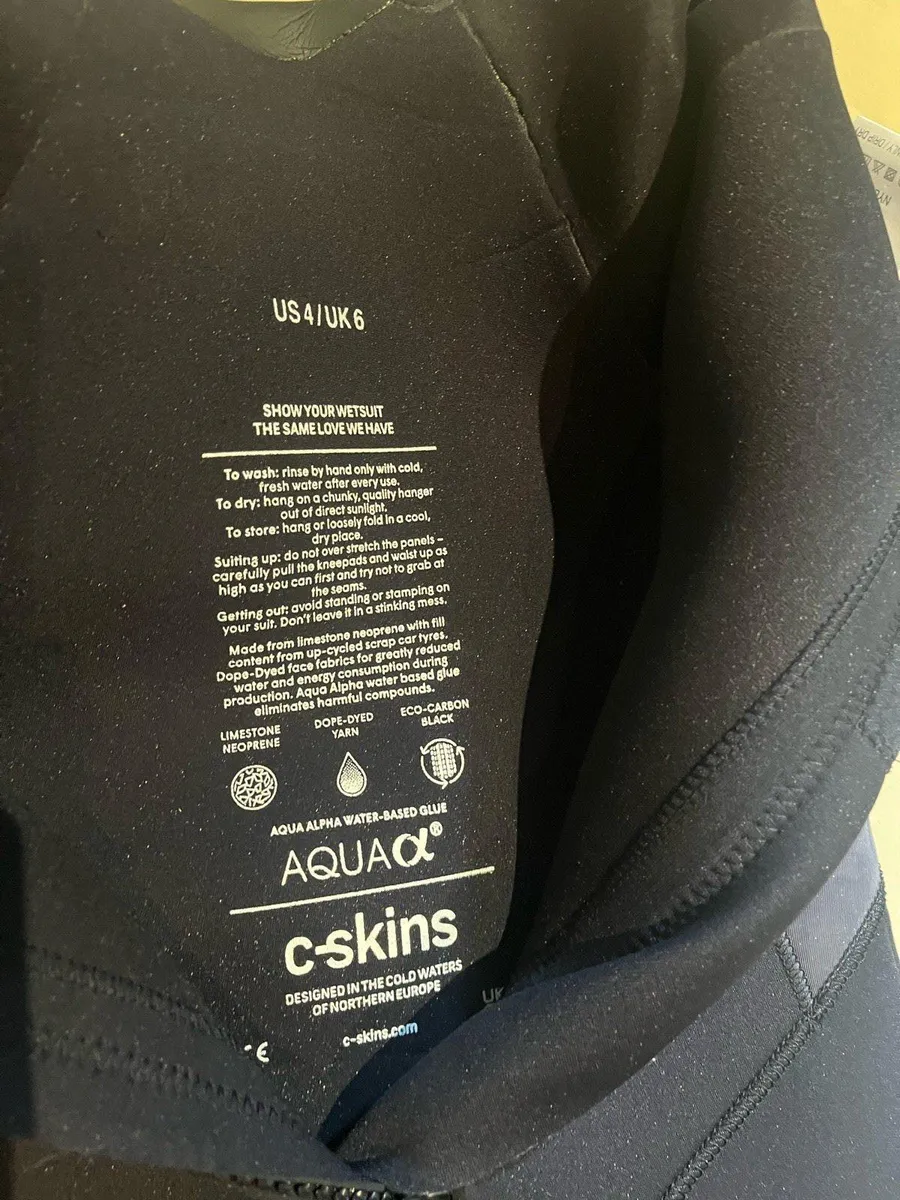 US 4 / UK 6
SHOW YOUR WETSUIT
THE SAME LOVE WE HAVE
To wash: rinse by hand only with cold,
fresh water after every use.
To dry: hang on a chunky, quality hanger
out of direct sunlight.
To store: hang or loosely fold in a cool,
dry place.
Suiting up: do not over stretch the panels –
carefully pull the kneepads and waist up as
high as you can first and try not to grab at
the seams.
Getting out: avoid standing or stamping on
your suit. Don't leave it in a stinking mess.
Made from limestone neoprene with fill
content from up-cycled scrap car tyres.
Dope-Dyed face fabrics for greatly reduced
water and energy consumption during
production. Aqua Alpha water based glue
eliminates harmful compounds.
LIMESTONE
NEOPRENE
DOPE-DYED
YARN
ECO-CARBON
BLACK
AQUA ALPHA WATER-BASED GLUE
AQUA α®
c-skins
DESIGNED IN THE COLD WATERS
OF NORTHERN EUROPE
c-skins.com
CE
UK
DRIP DRY